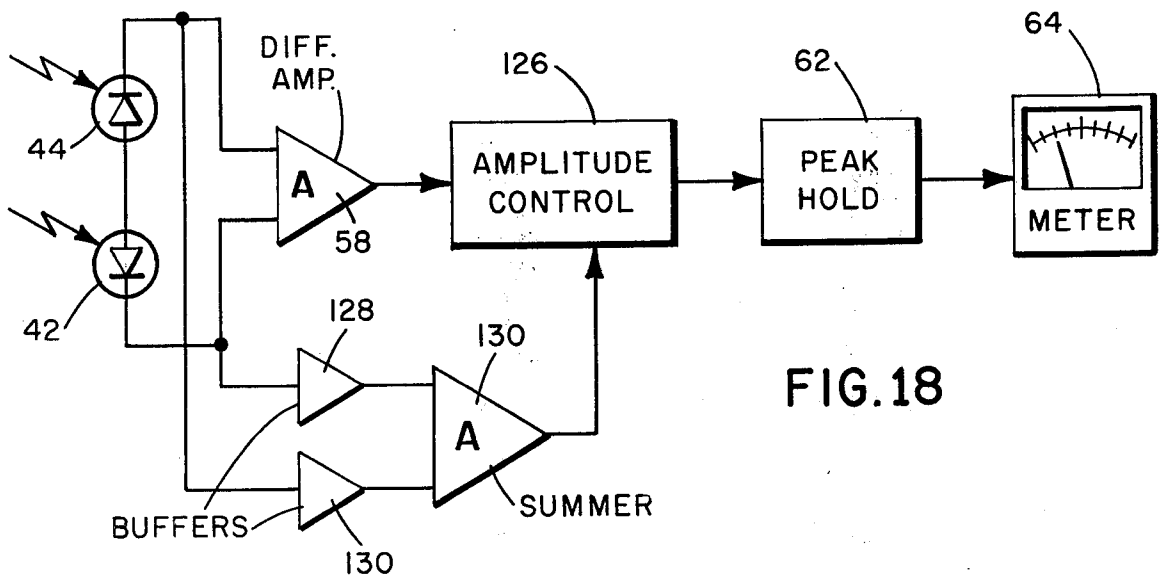 64
DIFF.
AMP.
126
62
44
A
AMPLITUDE
CONTROL
PEAK
HOLD
METER
58
42
128
130
FIG.18
A
SUMMER
BUFFERS
130